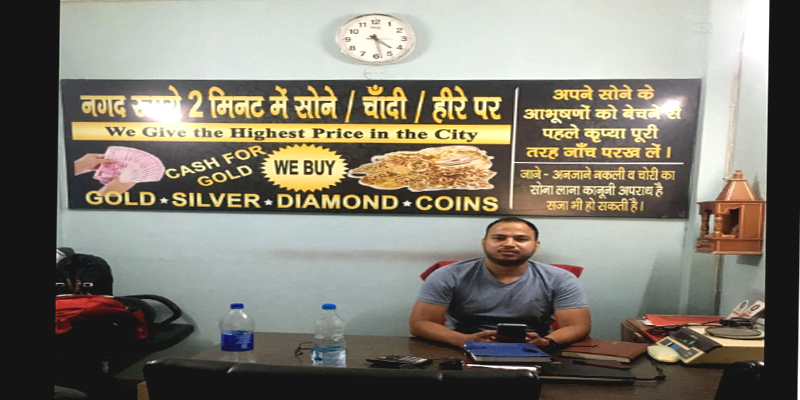 नगद रूपये 2 मिनट में सोने / चाँदी / हीरे पर
We Give the Highest Price in the City
CASH FOR
GOLD
WE BUY
GOLD ★ SILVER ★ DIAMOND ★ COINS
अपने सोने के
आभूषणों को बेचने से
पहले कृप्या पूरी
तरह जाँच परख लें।
जाने - अनजाने नकली व चोरी का
सोना लाना कानूनी अपराध है
सजा भी हो सकती है।